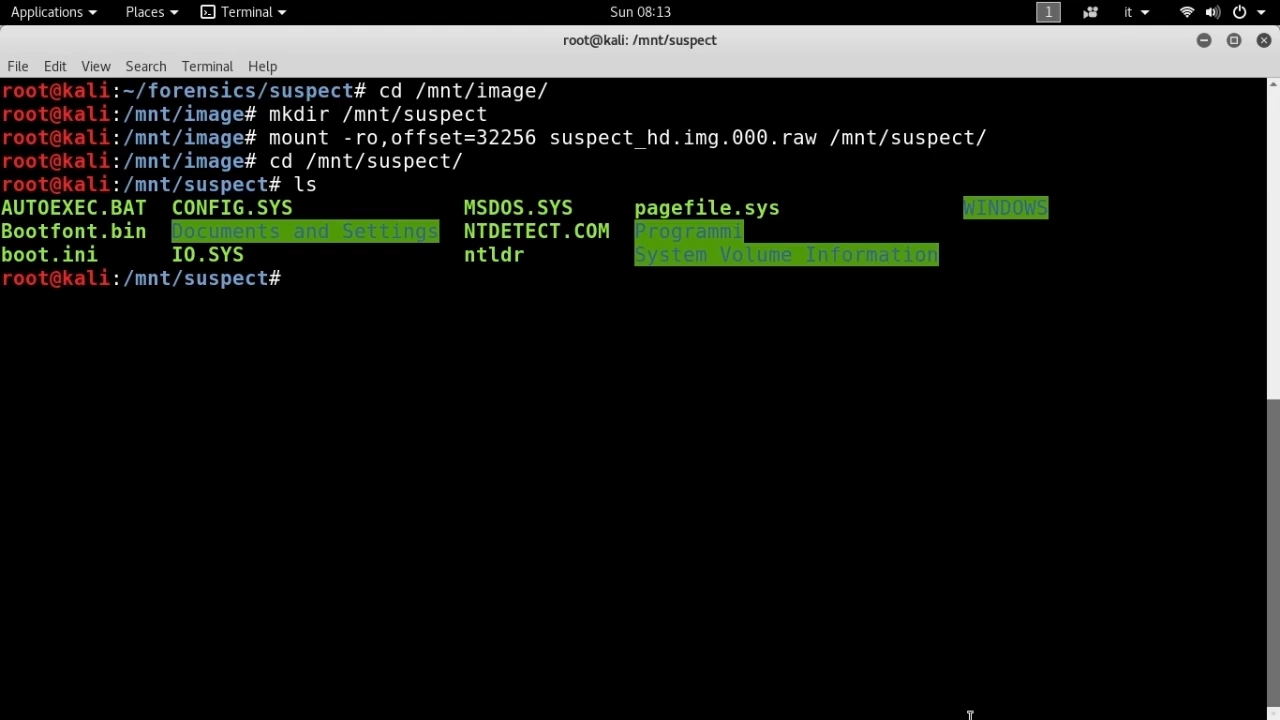 Applications Places Terminal Sun 08:13 1 it
root@kali: /mnt/suspect
File Edit View Search Terminal Help
root@kali:~/forensics/suspect# cd /mnt/image/
root@kali:/mnt/image# mkdir /mnt/suspect
root@kali:/mnt/image# mount -ro,offset=32256 suspect_hd.img.000.raw /mnt/suspect/
root@kali:/mnt/image# cd /mnt/suspect/
root@kali:/mnt/suspect# ls
AUTOEXEC.BAT CONFIG.SYS MSDOS.SYS pagefile.sys WINDOWS
Bootfont.bin Documents and Settings NTDETECT.COM Programmi
boot.ini IO.SYS ntldr System Volume Information
root@kali:/mnt/suspect#